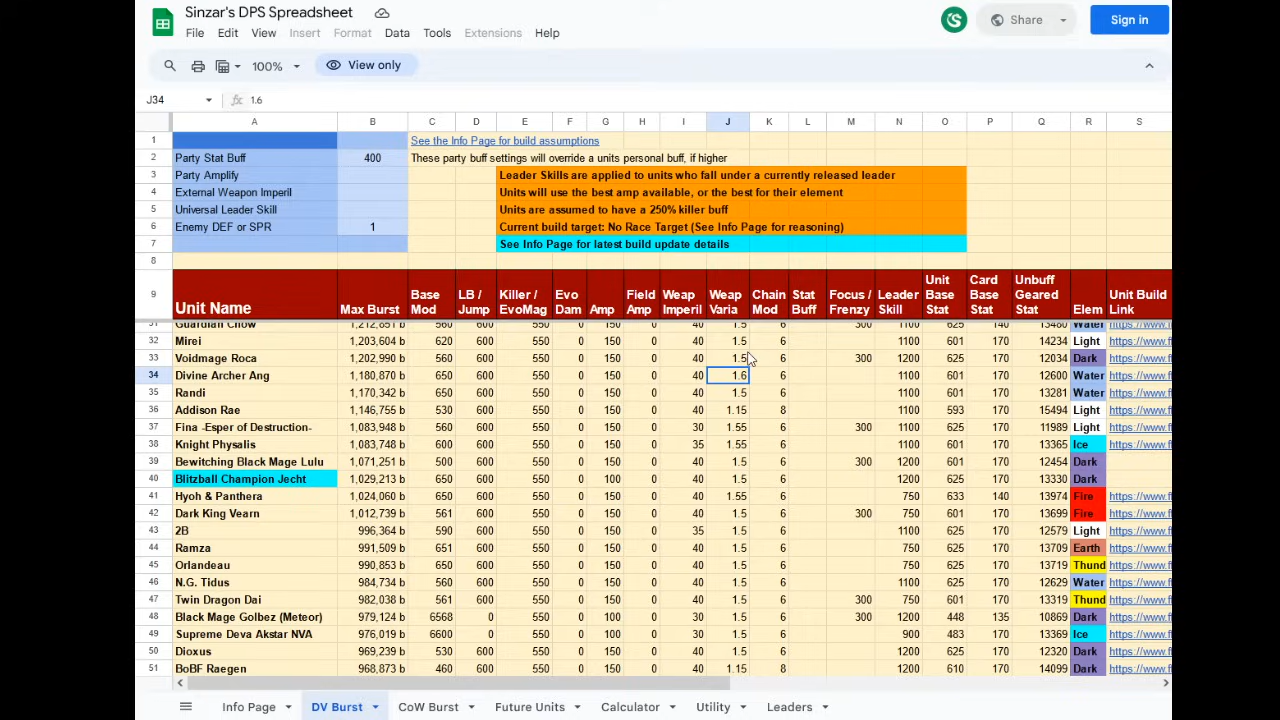 Sinzar's DPS Spreadsheet
File Edit View Insert Format Data Tools Extensions Help
Share
Sign in
100% View only
J34 fx 1.6
A B C D E F G H I J K L M N O P Q R S
1 See the Info Page for build assumptions
2 Party Stat Buff 400 These party buff settings will override a units personal buff, if higher
3 Party Amplify Leader Skills are applied to units who fall under a currently released leader
4 External Weapon Imperil Units will use the best amp available, or the best for their element
5 Universal Leader Skill Units are assumed to have a 250% killer buff
6 Enemy DEF or SPR 1 Current build target: No Race Target (See Info Page for reasoning)
7 See Info Page for latest build update details
8
9 Unit Name Max Burst Base Mod LB / Jump Killer / EvoMag Evo Dam Amp Field Amp Weap Imperil Weap Varia Chain Mod Stat Buff Focus / Frenzy Leader Skill Unit Base Stat Card Base Stat Unbuff Geared Stat Elem Unit Build Link
31 Guardian Chow 1,212,851 b 560 600 550 0 150 0 40 1.5 6 300 1100 625 140 13480 Water https://www.f
32 Mirei 1,203,604 b 620 600 550 0 150 0 40 1.5 6 1100 601 170 12034 Light https://www.f
33 Voidmage Roca 1,202,990 b 560 600 550 0 150 0 40 1.5 6 300 1200 625 170 12034 Dark https://www.f
34 Divine Archer Ang 1,180,870 b 650 600 550 0 150 0 40 1.6 6 1100 601 170 12600 Water https://www.f
35 Randi 1,170,342 b 650 600 550 0 150 0 40 1.5 6 1100 625 170 13281 Water https://www.f
36 Addison Rae 1,146,755 b 530 600 550 0 150 0 40 1.15 8 1100 593 170 15494 Light https://www.f
37 Fina -Esper of Destruction- 1,083,948 b 560 600 550 0 150 0 30 1.55 6 300 1100 601 170 11989 Light https://www.f
38 Knight Physalis 1,083,748 b 600 600 550 0 150 0 35 1.55 6 1100 601 170 13365 Ice https://www.f
39 Bewitching Black Mage Lulu 1,071,251 b 500 600 550 0 150 0 40 1.5 6 300 1200 601 170 12454 Dark
40 Blitzball Champion Jecht 1,029,213 b 650 600 550 0 100 0 40 1.5 6 1200 601 170 13330 Dark
41 Hyoh & Panthera 1,024,060 b 650 600 550 0 150 0 40 1.55 6 750 633 140 13974 Fire https://www.f
42 Dark King Vearn 1,012,735 b 561 600 550 0 150 0 40 1.5 6 300 750 625 170 13699 Fire https://www.f
43 2B 996,184 b 590 600 550 0 150 0 35 1.5 6 1100 625 170 12579 Light https://www.f
44 Ramza 991,509 b 651 600 550 0 150 0 40 1.5 6 750 625 170 13709 Earth https://www.f
45 Orlandeau 990,853 b 650 600 550 0 150 0 40 1.5 6 750 625 170 13719 Thund https://www.f
46 N.G. Tidus 984,734 b 560 600 550 0 150 0 40 1.5 6 1100 625 170 12629 Water https://www.f
47 Twin Dragon Dai 982,038 b 561 600 550 0 150 0 40 1.5 6 300 750 601 170 13319 Thund https://www.f
48 Black Mage Golbez (Meteor) 979,124 b 5566 0 550 0 100 0 30 1.5 6 300 1200 448 135 10869 Dark https://www.f
49 Supreme Deva Akstar NVA 976,019 b 6600 0 550 0 100 0 30 1.5 6 900 483 170 13369 Ice https://www.f
50 Dioxus 969,239 b 530 600 550 0 150 0 40 1.5 6 1200 625 170 12320 Dark https://www.f
51 BoBF Raegen 968,873 b 460 600 550 0 150 0 40 1.15 8 1200 610 170 14099 Dark https://www.f
Info Page DV Burst CoW Burst Future Units Calculator Utility Leaders